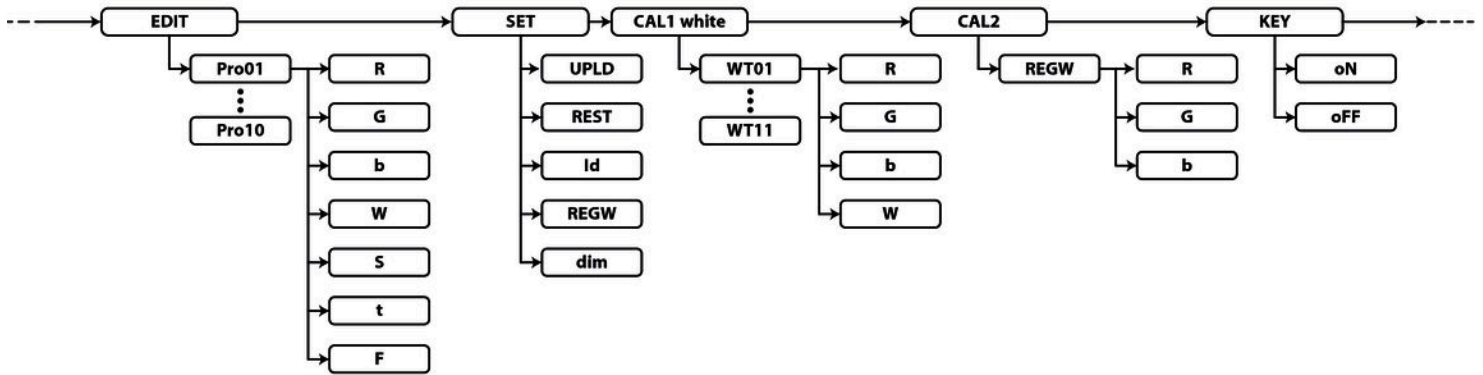 EDIT
SET
CAL1 white
CAL2
KEY
Pro01
R
UPLD
WT01
R
REGW
R
oN
G
REST
G
G
oFF
Pro10
WT11
b
Id
b
b
W
REGW
W
S
dim
t
F